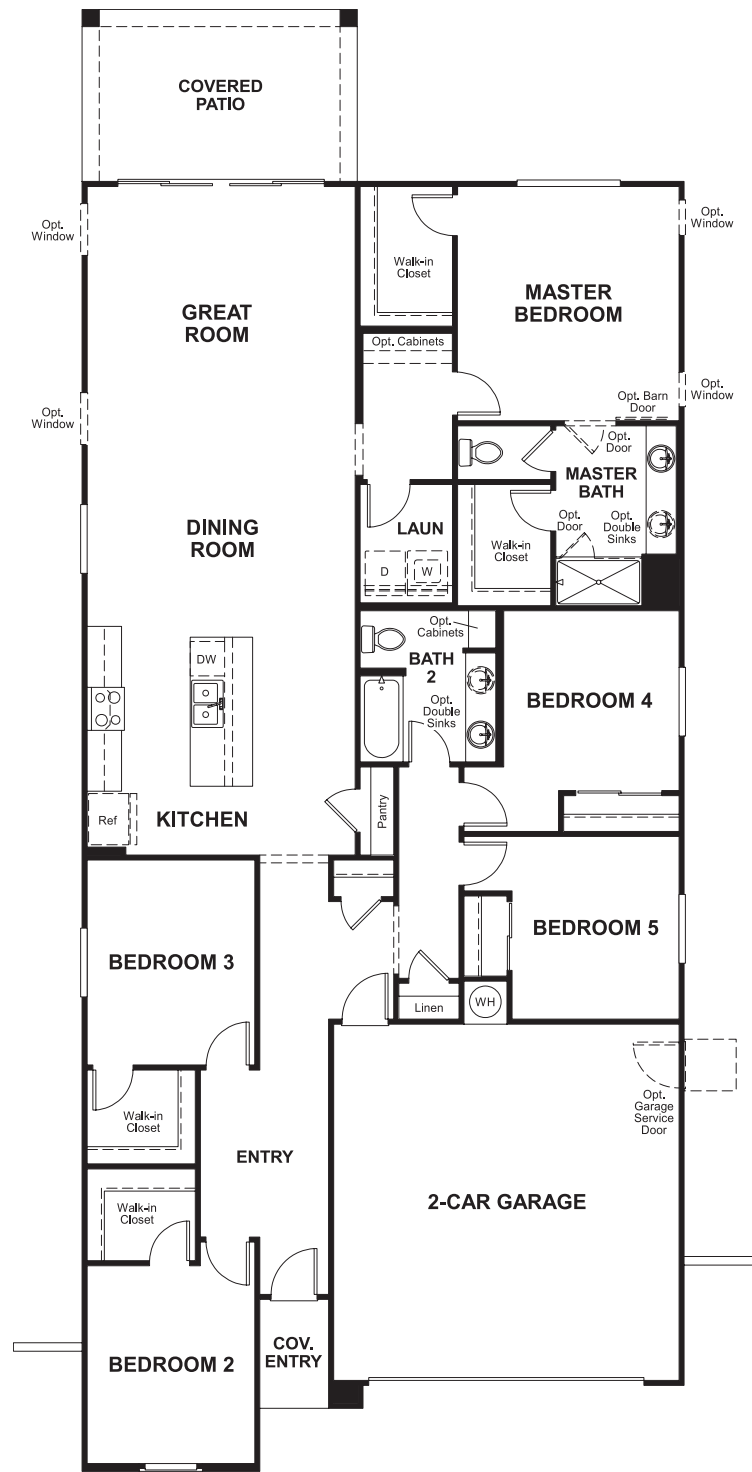 COVERED
PATIO
Opt.
Window
Opt.
Window
Walk-in
Closet
GREAT
ROOM
MASTER
BEDROOM
Opt. Cabinets
Opt.
Window
Opt.
Window
Opt. Barn
Door
Opt.
Door
MASTER
BATH
DINING
ROOM
LAUN
Opt.
Door
Opt.
Double
Sinks
Walk-in
Closet
D
W
Opt.
Cabinets
DW
BATH
2
BEDROOM 4
Opt.
Double
Sinks
Ref
KITCHEN
Pantry
BEDROOM 5
BEDROOM 3
Linen
WH
Opt.
Garage
Service
Door
Walk-in
Closet
ENTRY
Walk-in
Closet
2-CAR GARAGE
COV.
ENTRY
BEDROOM 2